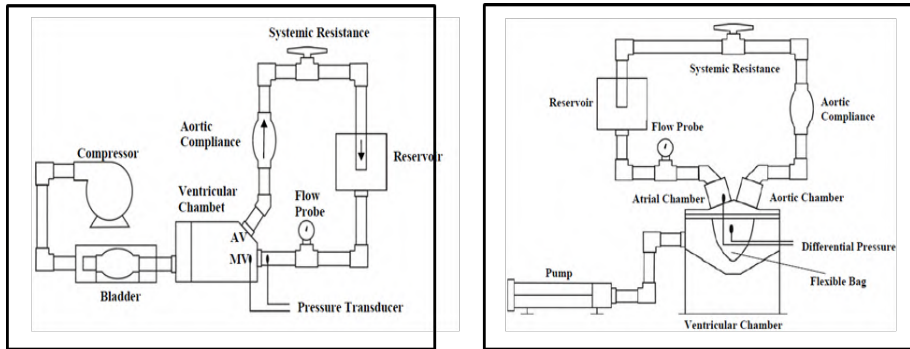 Systemic Resistance
Aortic
Compliance
Compressor
Reservoir
Ventricular
Chambet
Flow
Probe
AV
MV
Bladder
Pressure Transducer
Systemic Resistance
Reservoir
Aortic
Compliance
Flow Probe
Atrial Chamber
Aortic Chamber
Differential Pressure
Pump
Flexible Bag
Ventricular Chamber